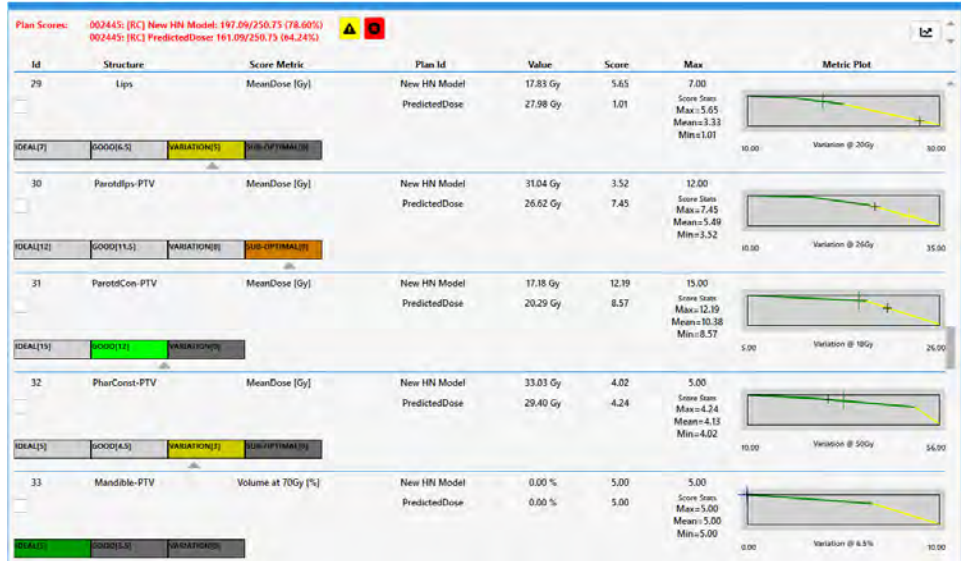 Plan Scores: 002445: [RC] New HN Model: 197.09/250.75 (78.60%)
002445: [RC] PredictedDose: 161.09/250.75 (64.24%)
Id Structure Score Metric Plan Id Value Score Max Metric Plot
29 Lips MeanDose [Gy] New HN Model 17.83 Gy 5.65 7.00
PredictedDose 27.98 Gy 1.01 Score Stats
Max=5.65
Mean=3.33
Min=1.01
IDEAL[7] GOOD[6.5] VARIATION[5] SUB-OPTIMAL[0]
10.00 Variation @ 20Gy 30.00
30 ParotdIps-PTV MeanDose [Gy] New HN Model 31.04 Gy 3.52 12.00
PredictedDose 26.62 Gy 7.45 Score Stats
Max=7.45
Mean=5.49
Min=3.52
IDEAL[12] GOOD[11.5] VARIATION[8] SUB-OPTIMAL[0]
10.00 Variation @ 26Gy 35.00
31 ParotdCon-PTV MeanDose [Gy] New HN Model 17.18 Gy 12.19 15.00
PredictedDose 20.29 Gy 8.57 Score Stats
Max=12.19
Mean=10.38
Min=8.57
IDEAL[15] GOOD[12] VARIATION[0]
5.00 Variation @ 18Gy 26.00
32 PharConst-PTV MeanDose [Gy] New HN Model 33.03 Gy 4.02 5.00
PredictedDose 29.40 Gy 4.24 Score Stats
Max=4.24
Mean=4.13
Min=4.02
IDEAL[5] GOOD[4.5] VARIATION[3] SUB-OPTIMAL[0]
10.00 Variation @ 50Gy 56.00
33 Mandible-PTV Volume at 70Gy [%] New HN Model 0.00 % 5.00 5.00
PredictedDose 0.00 % 5.00 Score Stats
Max=5.00
Mean=5.00
Min=5.00
IDEAL[5] VARIATION[0]
0.00 Variation @ 6.5% 10.00